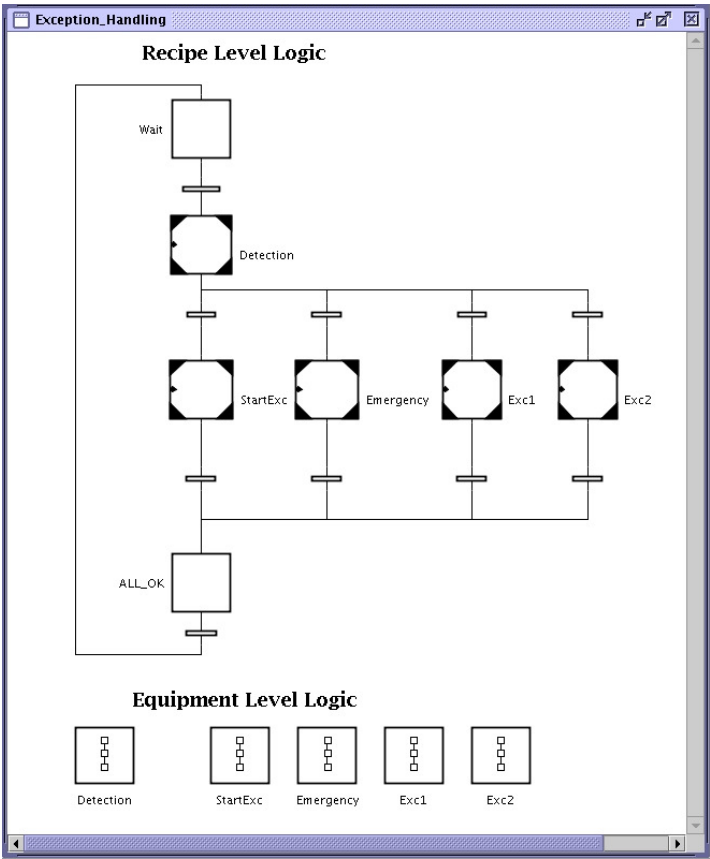 Exception_Handling
Recipe Level Logic
Wait
Detection
StartExc
Emergency
Exc1
Exc2
ALL_OK
Equipment Level Logic
Detection
StartExc
Emergency
Exc1
Exc2